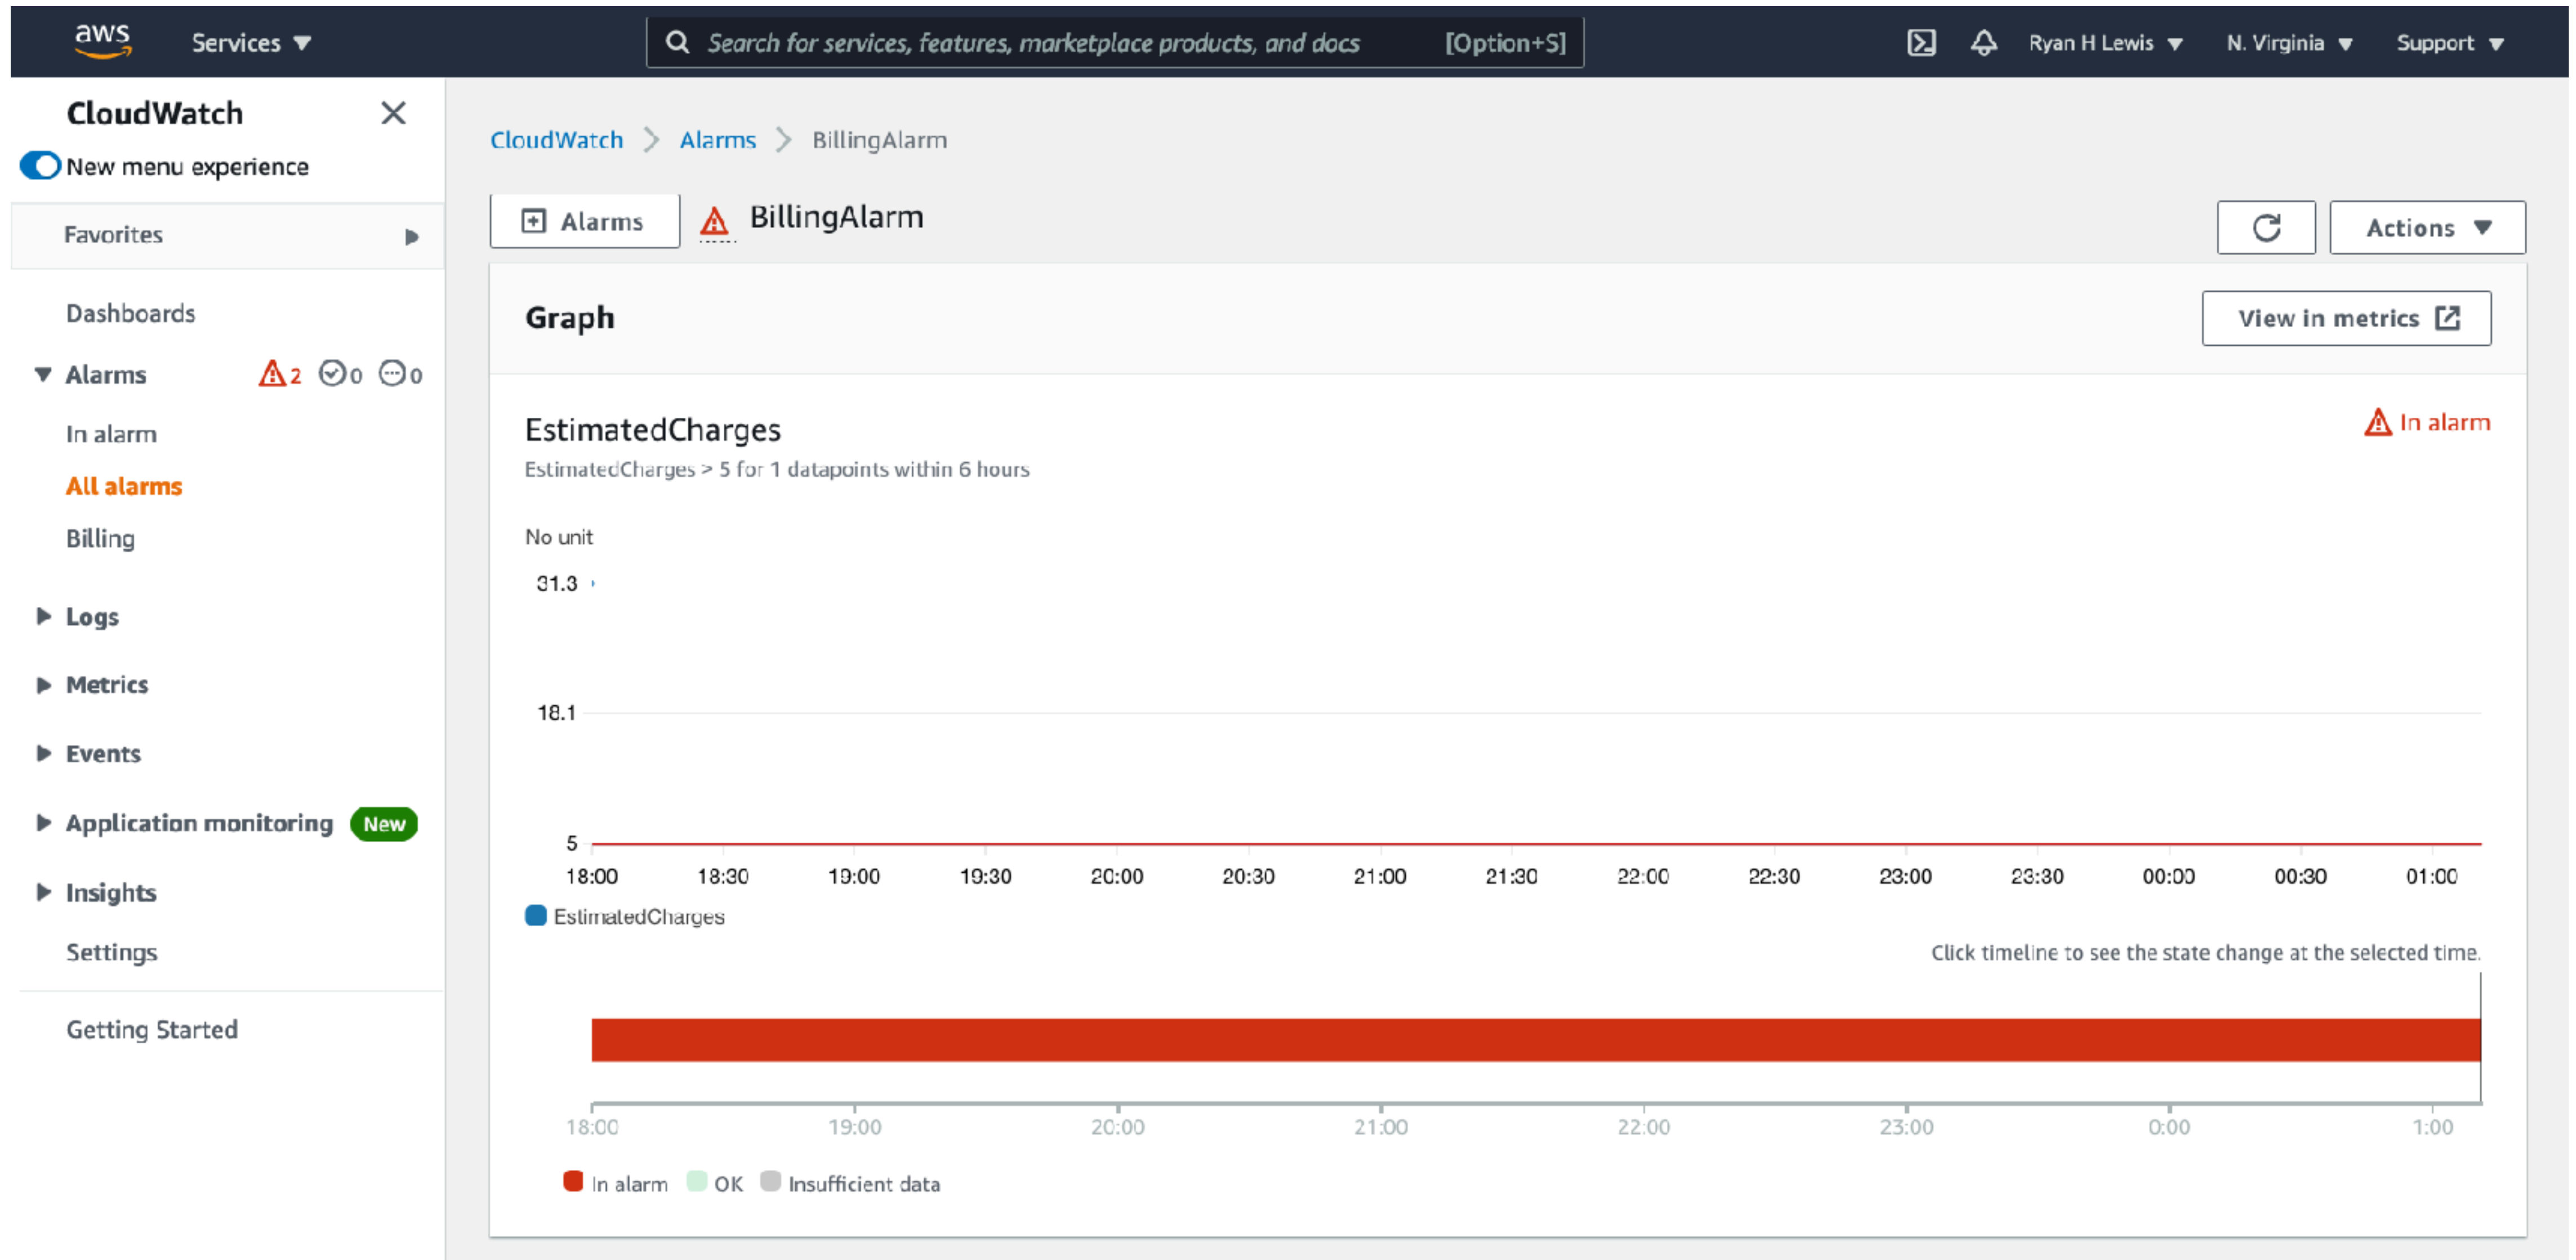 aws Services Search for services, features, marketplace products, and docs [Option+S] Ryan H Lewis N. Virginia Support
CloudWatch
New menu experience
Favorites
Dashboards
Alarms 2 0 0
In alarm
All alarms
Billing
Logs
Metrics
Events
Application monitoring New
Insights
Settings
Getting Started
CloudWatch Alarms BillingAlarm
Alarms BillingAlarm Actions
Graph View in metrics
EstimatedCharges In alarm
EstimatedCharges > 5 for 1 datapoints within 6 hours
No unit
31.3
18.1
5
18:00 18:30 19:00 19:30 20:00 20:30 21:00 21:30 22:00 22:30 23:00 23:30 00:00 00:30 01:00
EstimatedCharges
Click timeline to see the state change at the selected time.
18:00 19:00 20:00 21:00 22:00 23:00 0:00 1:00
In alarm OK Insufficient data